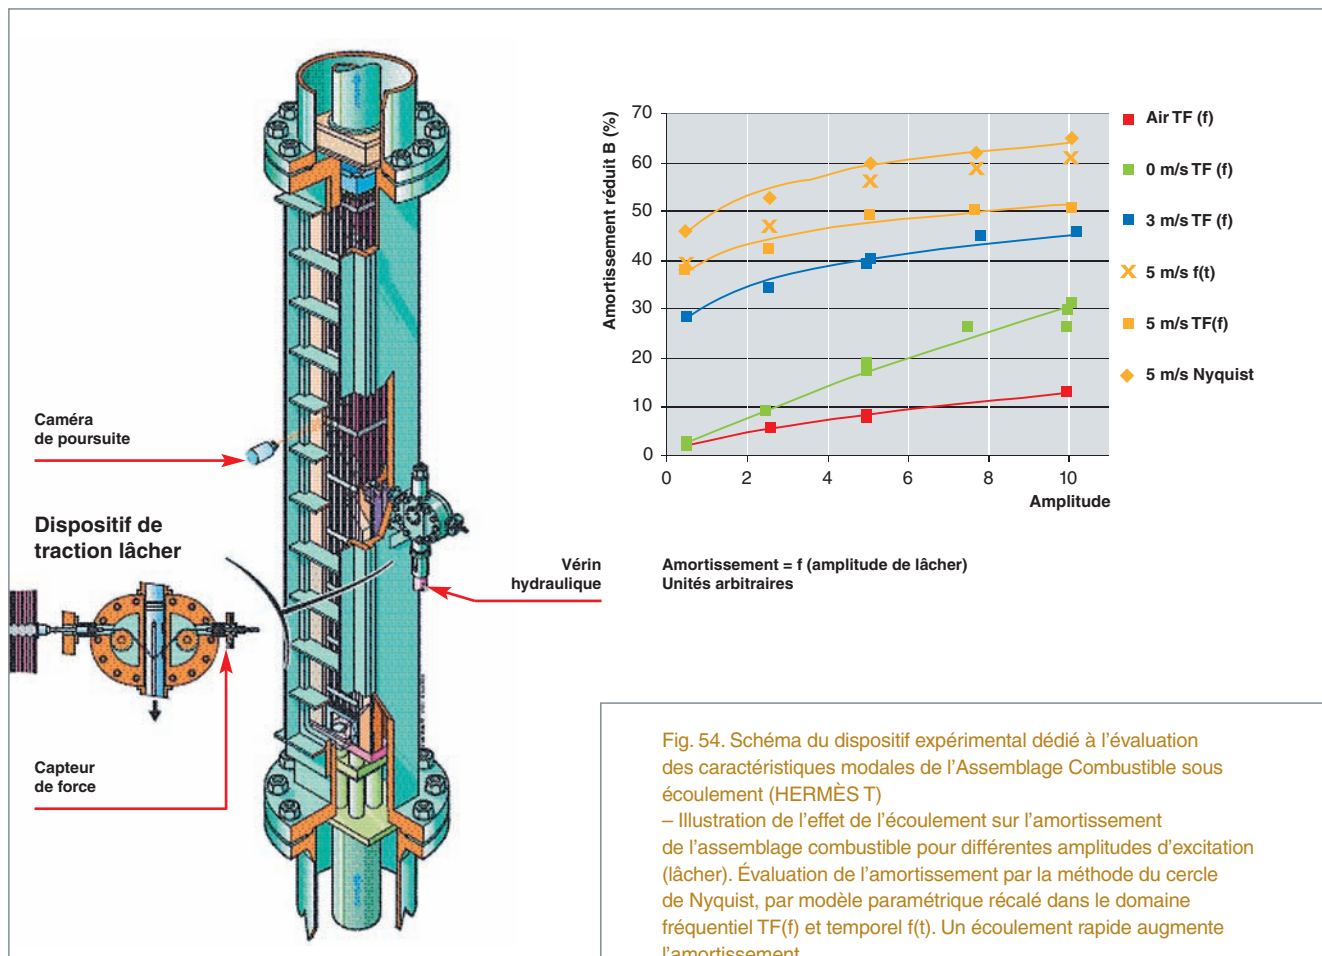 Caméra
de poursuite
Dispositif de
traction lâcher
Capteur
de force
Vérin
hydraulique
Amortissement réduit B (%)
70
60
50
40
30
20
10
0
0
2
4
6
8
10
Amplitude
Air TF (f)
0 m/s TF (f)
3 m/s TF (f)
5 m/s f(t)
5 m/s TF(f)
5 m/s Nyquist
Amortissement = f (amplitude de lâcher)
Unités arbitraires
Fig. 54. Schéma du dispositif expérimental dédié à l'évaluation
des caractéristiques modales de l'Assemblage Combustible sous
écoulement (HERMÈS T)
– Illustration de l'effet de l'écoulement sur l'amortissement
de l'assemblage combustible pour différentes amplitudes d'excitation
(lâcher). Évaluation de l'amortissement par la méthode du cercle
de Nyquist, par modèle paramétrique récalé dans le domaine
fréquentiel TF(f) et temporel f(t). Un écoulement rapide augmente
l'amortissement